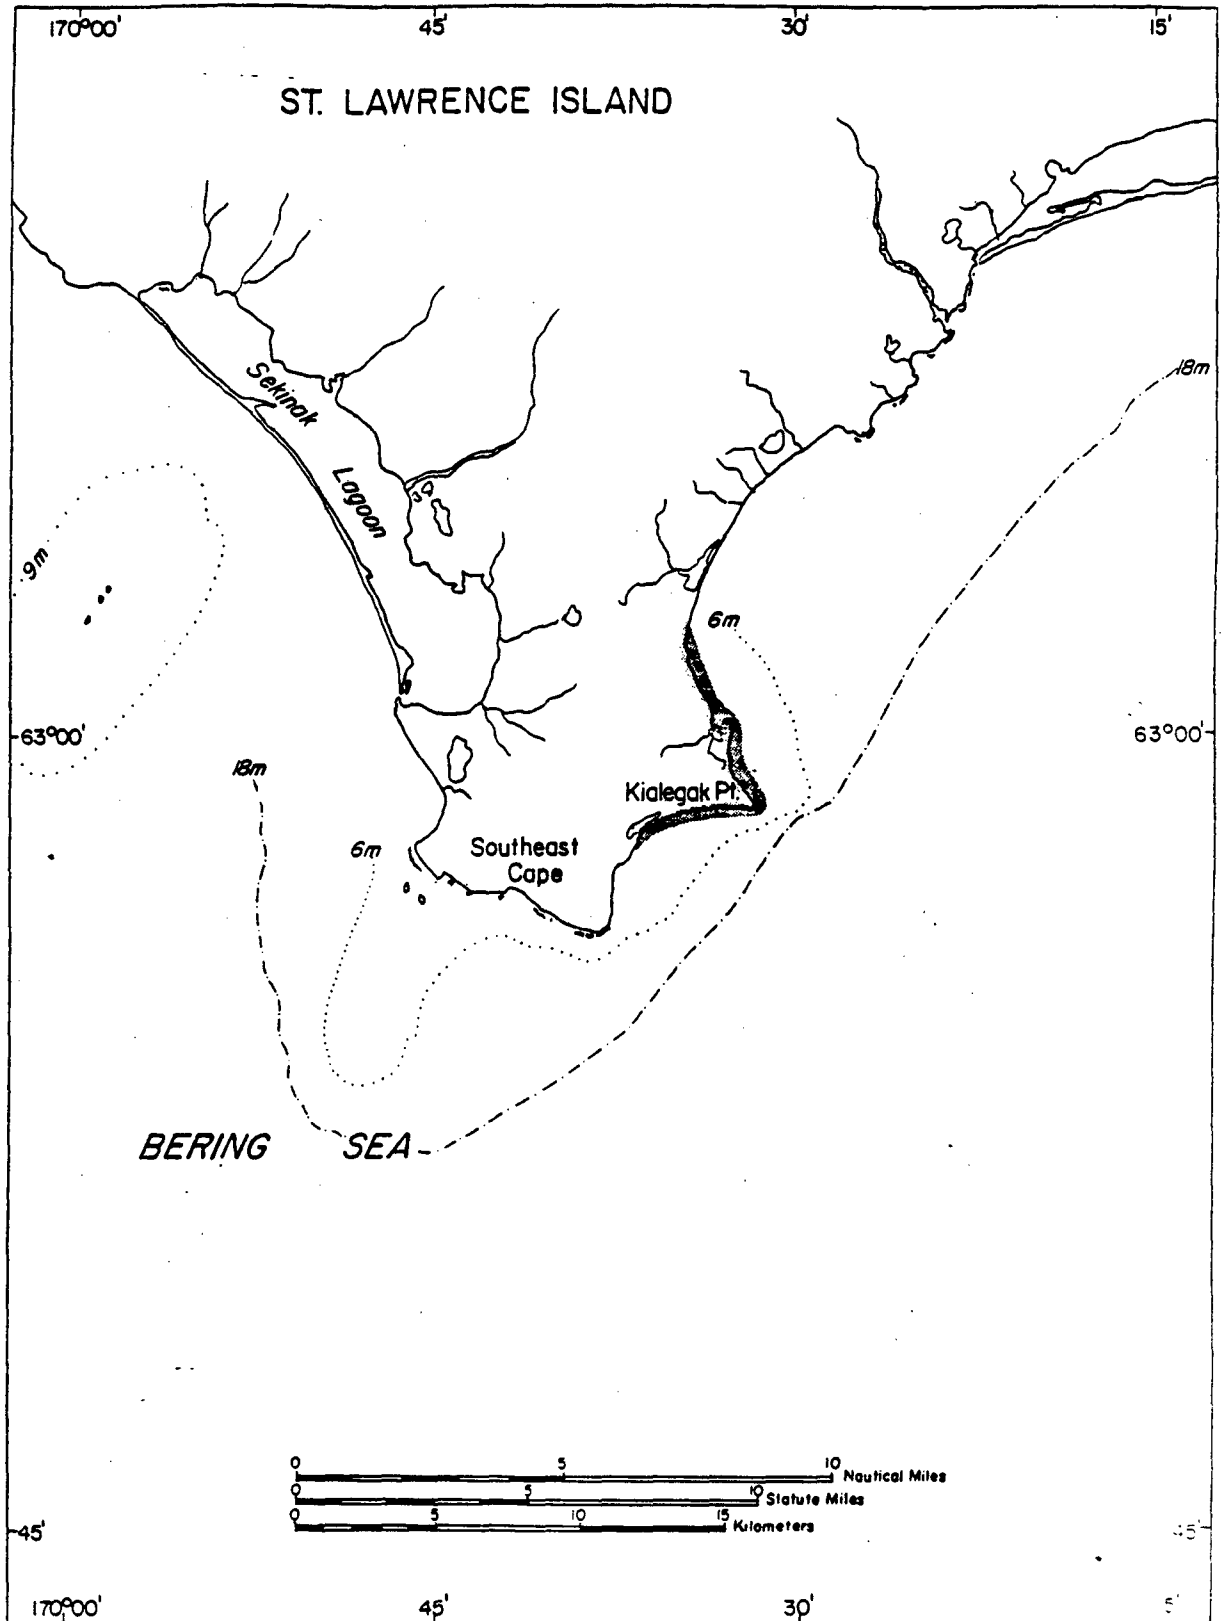 170°00' 45' 30' 15'
ST. LAWRENCE ISLAND
18m
Sekinak
Lagoon
9m
6m
63°00' 63°00'
18m
Kialegak Pt.
6m
Southeast
Cape
BERING SEA
0 5 10 Nautical Miles
0 5 10 Statute Miles
0 5 10 15 Kilometers
45' 45'
170°00' 45' 30' 5'